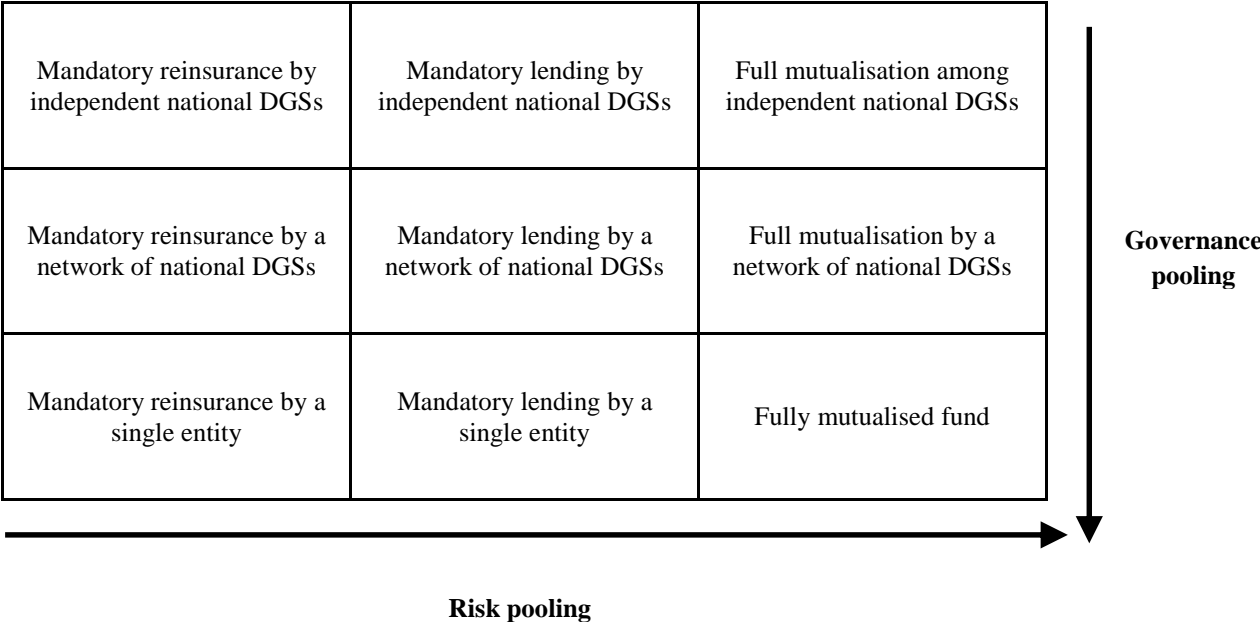 Mandatory reinsurance by
independent national DGSs
Mandatory lending by
independent national DGSs
Full mutualisation among
independent national DGSs
Mandatory reinsurance by a
network of national DGSs
Mandatory lending by a
network of national DGSs
Full mutualisation by a
network of national DGSs
Governance
pooling
Mandatory reinsurance by a
single entity
Mandatory lending by a
single entity
Fully mutualised fund
Risk pooling